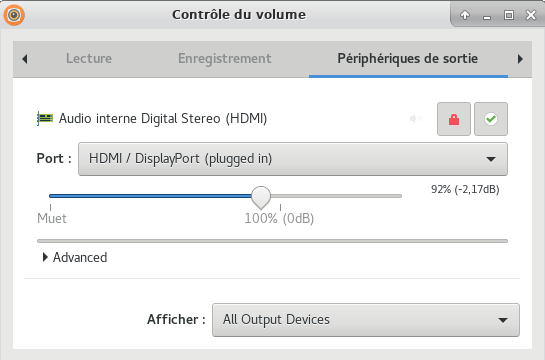 Contrôle du volume
Lecture
Enregistrement
Périphériques de sortie
Audio interne Digital Stereo (HDMI)
Port :
HDMI / DisplayPort (plugged in)
92% (-2,17dB)
Muet
100% (0dB)
Advanced
Afficher :
All Output Devices